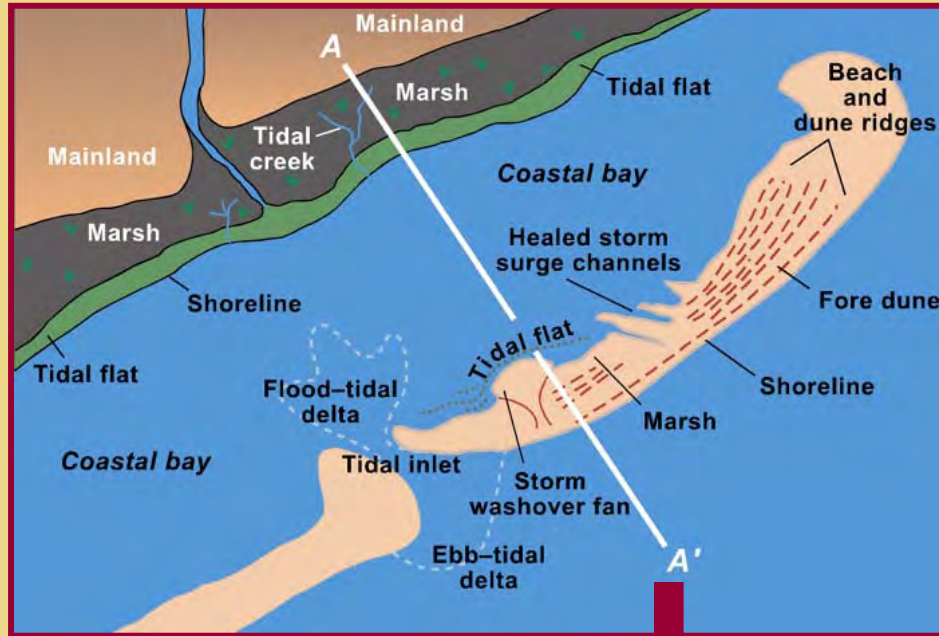 Mainland
A
Marsh
Tidal flat
Beach
and
dune ridges
Tidal
creek
Mainland
Coastal bay
Marsh
Healed storm
surge channels
Shoreline
Fore dune
Tidal flat
Tidal flat
Flood–tidal
delta
Shoreline
Marsh
Coastal bay
Tidal inlet
Storm
washover fan
Ebb–tidal
delta
A'